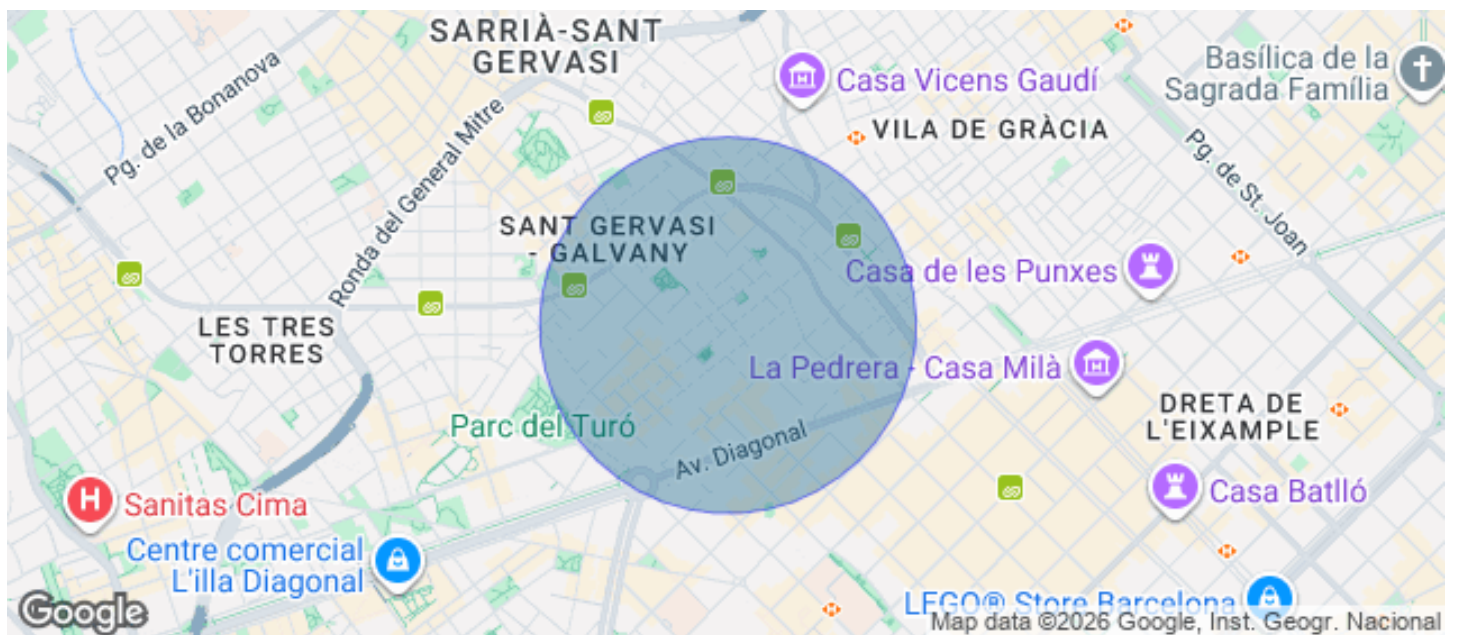 SARRIÀ-SANT
GERVASI
Pg. de la Bonanova
Ronda del General Mitre
Casa Vicens Gaudí
VILA DE GRÀCIA
Basílica de la
Sagrada Família
Pg. de St. Joan
SANT GERVASI
- GALVANY
LES TRES
TORRES
Casa de les Punxes
La Pedrera - Casa Milà
DRETA DE
L'EIXAMPLE
Parc del Turó
Av. Diagonal
H
Sanitas Cima
Casa Batlló
Centre comercial
L'illa Diagonal
LEGO® Store Barcelona
Google
Map data ©2026 Google, Inst. Geogr. Nacional